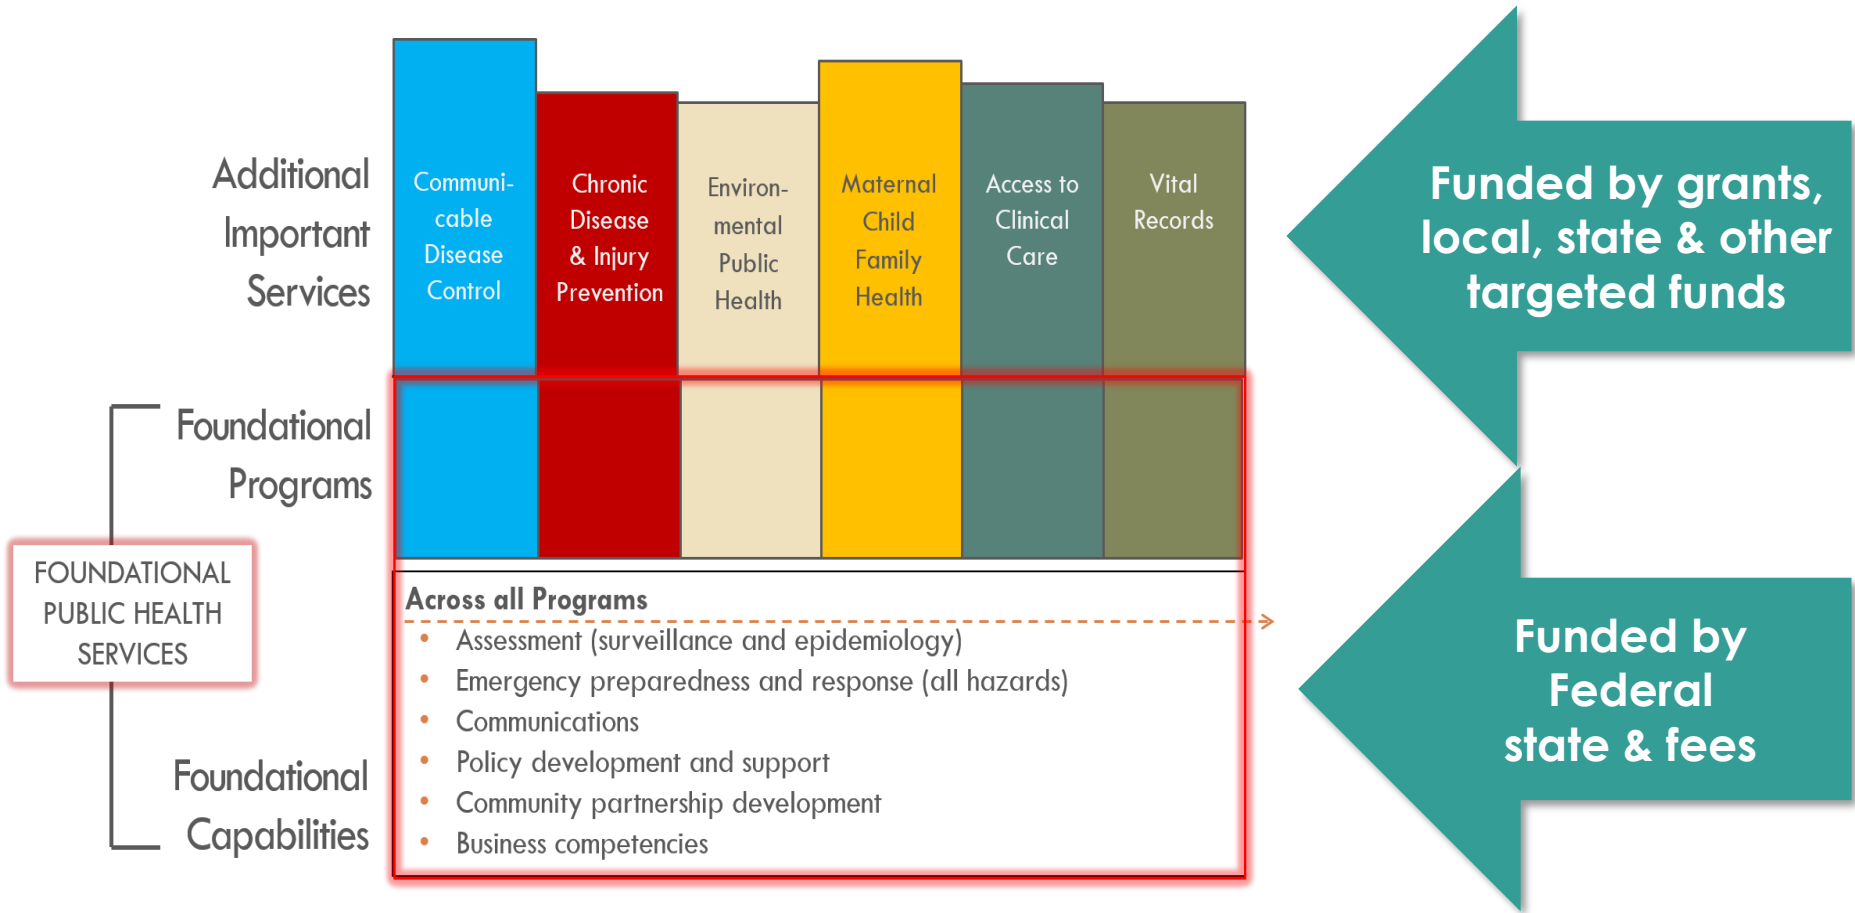 Additional
Important
Services
Communi-
cable
Disease
Control
Chronic
Disease
& Injury
Prevention
Environ-
mental
Public
Health
Maternal
Child
Family
Health
Access to
Clinical
Care
Vital
Records
Funded by grants,
local, state & other
targeted funds
Foundational
Programs
FOUNDATIONAL
PUBLIC HEALTH
SERVICES
Foundational
Capabilities
Across all Programs
• Assessment (surveillance and epidemiology)
• Emergency preparedness and response (all hazards)
• Communications
• Policy development and support
• Community partnership development
• Business competencies
Funded by
Federal
state & fees